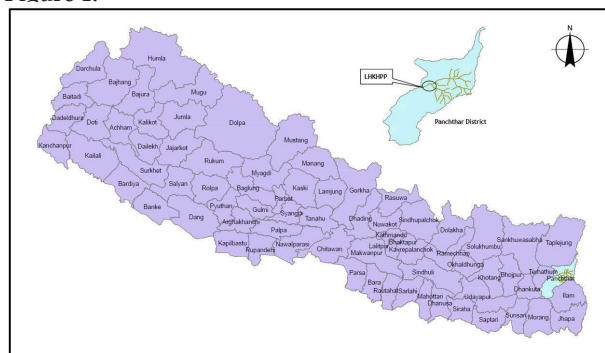 Figure 1.
N
LHKHPP
Panchthar District
Humla
Darchula
Bajhang
Mugu
Baitadi
Bajura
Dadeldhura
Doti
Jumla
Dolpa
Achham
Kalikot
Kanchanpur
Mustang
Dailekh
Jajarkot
Kailali
Rukum
Manang
Surkhet
Myagdi
Bardiya
Salyan
Rolpa
Baglung
Kaski
Lamjung
Gorkha
Parbat
Rasuwa
Banke
Pyuthan
Gulmi
Syangja
Dang
Arghakhanchi
Tanahu
Dhading
Sindhupalchok
Nuwakot
Dolakha
Palpa
Kathmandu
Sankhuwasabha
Taplejung
Bhaktapur
Solukhumbu
Kapilbastu
Nawalparasi
Chitawan
Lalitpur
Kavrepalanchok
Ramechhap
Rupandehi
Makwanpur
Okhaldhunga
Terhathum
Panchthar
Parsa
Sindhuli
Khotang
Bhojpur
Bara
Dhankuta
Ilam
Rautahat
Sarlahi
Udayapur
Mahottari
Dhanusa
Siraha
Sunsari
Morang
Jhapa
Saptari